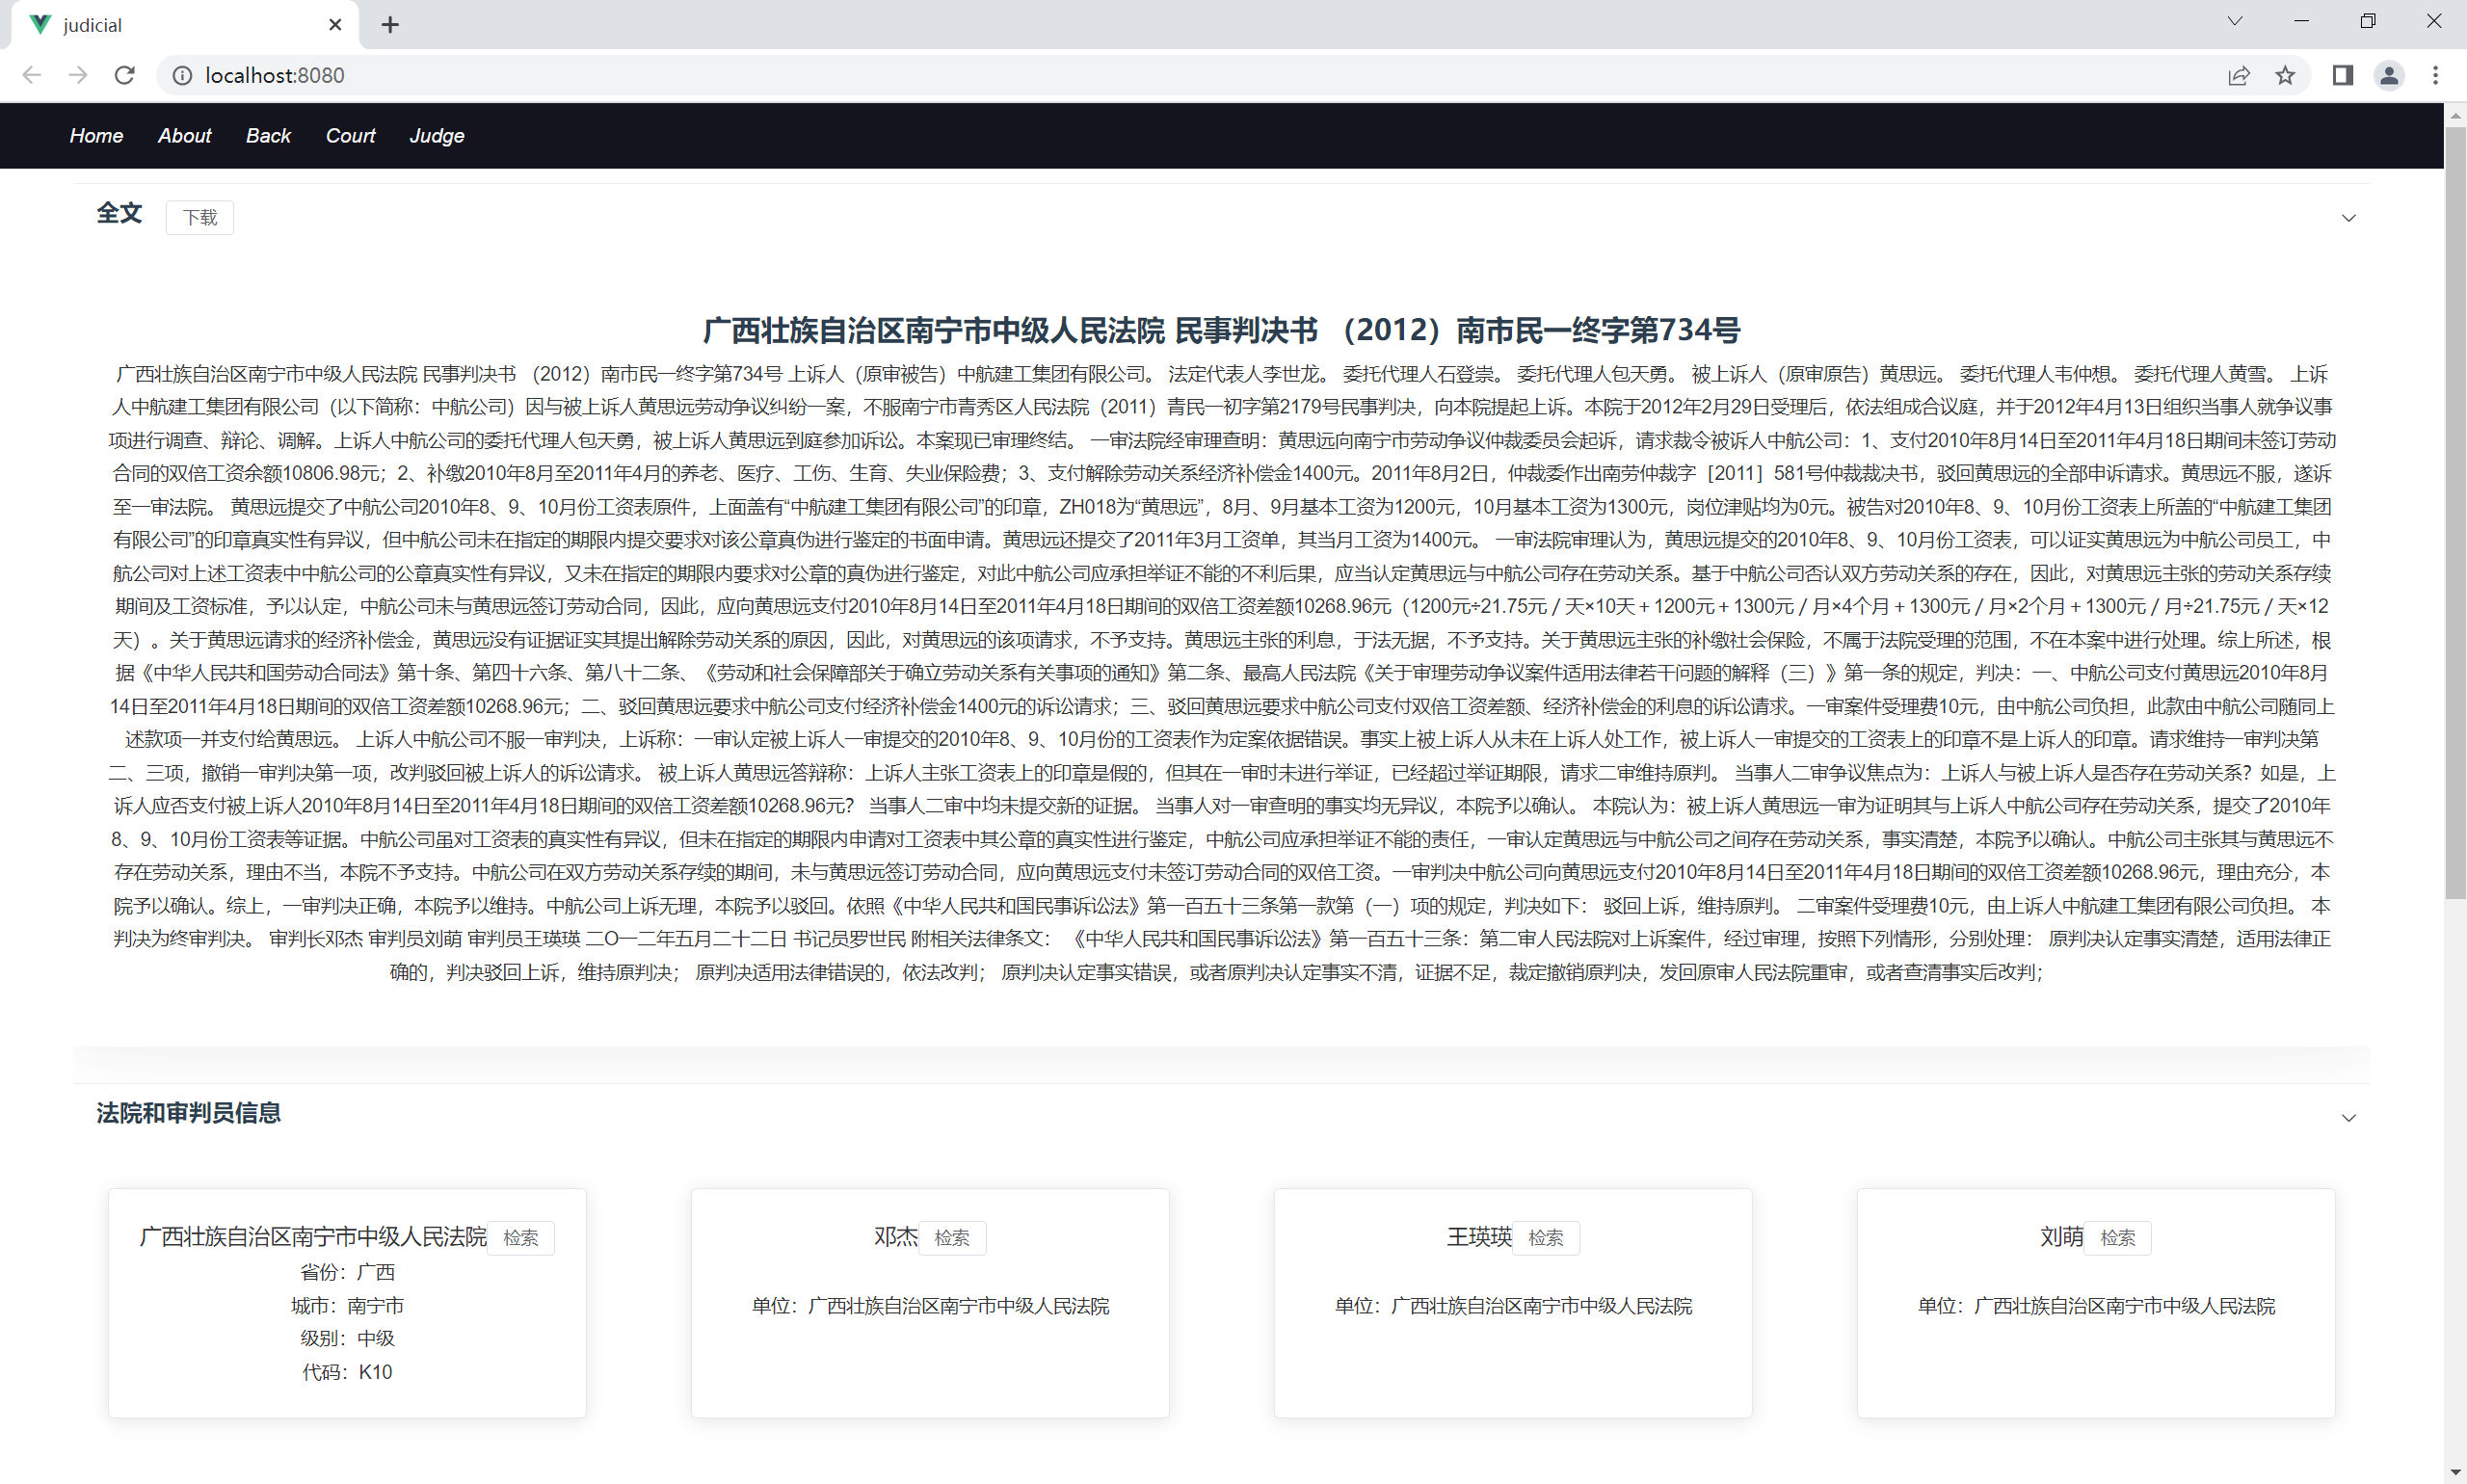 judicial
localhost:8080
Home About Back Court Judge
全文 下载
广西壮族自治区南宁市中级人民法院 民事判决书 （2012）南市民一终字第734号
广西壮族自治区南宁市中级人民法院 民事判决书 （2012）南市民一终字第734号 上诉人（原审被告）中航建工集团有限公司。 法定代表人李世龙。 委托代理人石登崇。 委托代理人包天勇。 被上诉人（原审原告）黄思远。 委托代理人韦仲想。 委托代理人黄雪。 上诉
人中航建工集团有限公司（以下简称：中航公司）因与被上诉人黄思远劳动争议纠纷一案，不服南宁市青秀区人民法院（2011）青民一初字第2179号民事判决，向本院提起上诉。本院于2012年2月29日受理后，依法组成合议庭，并于2012年4月13日组织当事人就争议事
项进行调查、辩论、调解。上诉人中航公司的委托代理人包天勇，被上诉人黄思远到庭参加诉讼。本案现已审理终结。 一审法院经审理查明：黄思远向南宁市劳动争议仲裁委员会起诉，请求裁令被诉人中航公司：1、支付2010年8月14日至2011年4月18日期间未签订劳动
合同的双倍工资余额10806.98元；2、补缴2010年8月至2011年4月的养老、医疗、工伤、生育、失业保险费；3、支付解除劳动关系经济补偿金1400元。2011年8月2日，仲裁委作出南劳仲裁字［2011］581号仲裁裁决书，驳回黄思远的全部申诉请求。黄思远不服，遂诉
至一审法院。 黄思远提交了中航公司2010年8、9、10月份工资表原件，上面盖有“中航建工集团有限公司”的印章，ZH018为“黄思远”，8月、9月基本工资为1200元，10月基本工资为1300元，岗位津贴均为0元。被告对2010年8、9、10月份工资表上所盖的“中航建工集团
有限公司”的印章真实性有异议，但中航公司未在指定的期限内提交要求对该公章真伪进行鉴定的书面申请。黄思远还提交了2011年3月工资单，其当月工资为1400元。 一审法院审理认为，黄思远提交的2010年8、9、10月份工资表，可以证实黄思远为中航公司员工，中
航公司对上述工资表中中航公司的公章真实性有异议，又未在指定的期限内要求对公章的真伪进行鉴定，对此中航公司应承担举证不能的不利后果，应当认定黄思远与中航公司存在劳动关系。基于中航公司否认双方劳动关系的存在，因此，对黄思远主张的劳动关系存续
期间及工资标准，予以认定，中航公司未与黄思远签订劳动合同，因此，应向黄思远支付2010年8月14日至2011年4月18日期间的双倍工资差额10268.96元（1200元÷21.75元／天×10天＋1200元＋1300元／月×4个月＋1300元／月×2个月＋1300元／月÷21.75元／天×12
天）。关于黄思远请求的经济补偿金，黄思远没有证据证实其提出解除劳动关系的原因，因此，对黄思远的该项请求，不予支持。黄思远主张的利息，于法无据，不予支持。关于黄思远主张的补缴社会保险，不属于法院受理的范围，不在本案中进行处理。综上所述，根
据《中华人民共和国劳动合同法》第十条、第四十六条、第八十二条、《劳动和社会保障部关于确立劳动关系有关事项的通知》第二条、最高人民法院《关于审理劳动争议案件适用法律若干问题的解释（三）》第一条的规定，判决：一、中航公司支付黄思远2010年8月
14日至2011年4月18日期间的双倍工资差额10268.96元；二、驳回黄思远要求中航公司支付经济补偿金1400元的诉讼请求；三、驳回黄思远要求中航公司支付双倍工资差额、经济补偿金的利息的诉讼请求。一审案件受理费10元，由中航公司负担，此款由中航公司随同上
述款项一并支付给黄思远。 上诉人中航公司不服一审判决，上诉称：一审认定被上诉人一审提交的2010年8、9、10月份的工资表作为定案依据错误。事实上被上诉人从未在上诉人处工作，被上诉人一审提交的工资表上的印章不是上诉人的印章。请求维持一审判决第
二、三项，撤销一审判决第一项，改判驳回被上诉人的诉讼请求。 被上诉人黄思远答辩称：上诉人主张工资表上的印章是假的，但其在一审时未进行举证，已经超过举证期限，请求二审维持原判。 当事人二审争议焦点为：上诉人与被上诉人是否存在劳动关系？如是，上
诉人应否支付被上诉人2010年8月14日至2011年4月18日期间的双倍工资差额10268.96元？ 当事人二审中均未提交新的证据。 当事人对一审查明的事实均无异议，本院予以确认。 本院认为：被上诉人黄思远一审为证明其与上诉人中航公司存在劳动关系，提交了2010年
8、9、10月份工资表等证据。中航公司虽对工资表的真实性有异议，但未在指定的期限内申请对工资表中其公章的真实性进行鉴定，中航公司应承担举证不能的责任，一审认定黄思远与中航公司之间存在劳动关系，事实清楚，本院予以确认。中航公司主张其与黄思远不
存在劳动关系，理由不当，本院不予支持。中航公司在双方劳动关系存续的期间，未与黄思远签订劳动合同，应向黄思远支付未签订劳动合同的双倍工资。一审判决中航公司向黄思远支付2010年8月14日至2011年4月18日期间的双倍工资差额10268.96元，理由充分，本
院予以确认。综上，一审判决正确，本院予以维持。中航公司上诉无理，本院予以驳回。依照《中华人民共和国民事诉讼法》第一百五十三条第一款第（一）项的规定，判决如下： 驳回上诉，维持原判。 二审案件受理费10元，由上诉人中航建工集团有限公司负担。 本
判决为终审判决。 审判长邓杰 审判员刘萌 审判员王瑛瑛 二Ο一二年五月二十二日 书记员罗世民 附相关法律条文： 《中华人民共和国民事诉讼法》第一百五十三条：第二审人民法院对上诉案件，经过审理，按照下列情形，分别处理： 原判决认定事实清楚，适用法律正
确的，判决驳回上诉，维持原判决； 原判决适用法律错误的，依法改判； 原判决认定事实错误，或者原判决认定事实不清，证据不足，裁定撤销原判决，发回原审人民法院重审，或者查清事实后改判；
法院和审判员信息
广西壮族自治区南宁市中级人民法院 检索
省份：广西
城市：南宁市
级别：中级
代码：K10
邓杰 检索
单位：广西壮族自治区南宁市中级人民法院
王瑛瑛 检索
单位：广西壮族自治区南宁市中级人民法院
刘萌 检索
单位：广西壮族自治区南宁市中级人民法院